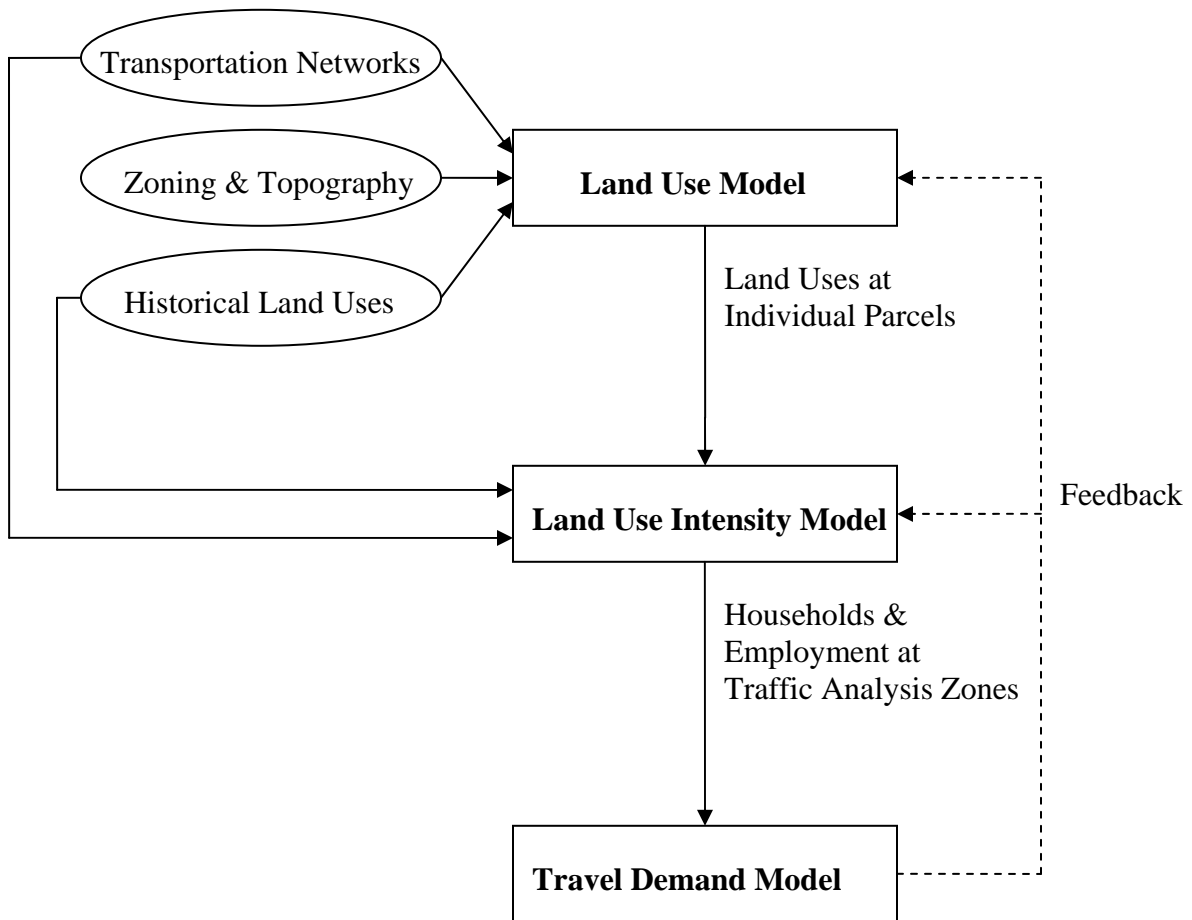 Transportation Networks
Zoning & Topography
Land Use Model
Historical Land Uses
Land Uses at
Individual Parcels
Feedback
Land Use Intensity Model
Households &
Employment at
Traffic Analysis Zones
Travel Demand Model